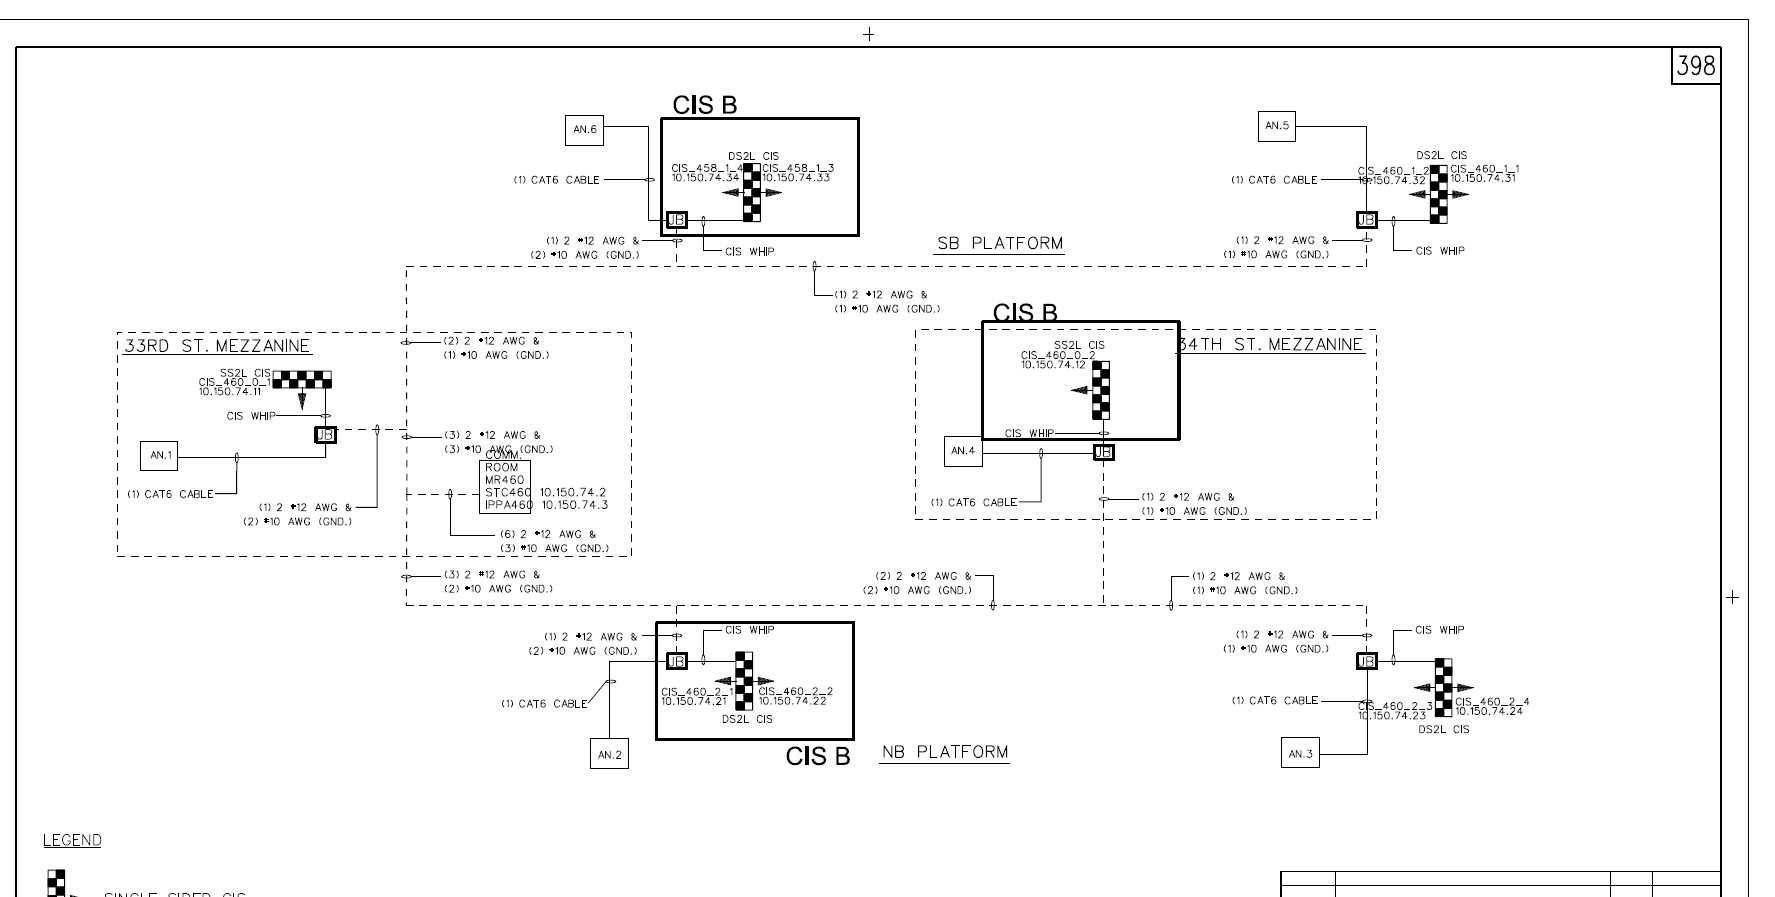 398
CIS B
AN.6
DS2L CIS
CIS_458_1_4
10.150.74.34
CIS_458_1_3
10.150.74.33
(1) CAT6 CABLE
JB
(1) 2 #12 AWG &
(2) #10 AWG (GND.)
CIS WHIP
SB PLATFORM
AN.5
DS2L CIS
CIS_460_1_2
10.150.74.32
CIS_460_1_1
10.150.74.31
(1) CAT6 CABLE
JB
(1) 2 #12 AWG &
(1) #10 AWG (GND.)
CIS WHIP
(1) 2 #12 AWG &
(1) #10 AWG (GND.)
33RD ST. MEZZANINE
(2) 2 #12 AWG &
(1) #10 AWG (GND.)
SS2L CIS
CIS_460_0_1
10.150.74.11
CIS WHIP
JB
AN.1
(1) CAT6 CABLE
(1) 2 #12 AWG &
(2) #10 AWG (GND.)
(3) 2 #12 AWG &
(3) #10 AWG (GND.)
COMM.
ROOM
MR460
STC460 10.150.74.2
IPPA460 10.150.74.3
(6) 2 #12 AWG &
(3) #10 AWG (GND.)
CIS B
34TH ST. MEZZANINE
SS2L CIS
CIS_460_0_2
10.150.74.12
CIS WHIP
AN.4
JB
(1) CAT6 CABLE
(1) 2 #12 AWG &
(1) #10 AWG (GND.)
(3) 2 #12 AWG &
(2) #10 AWG (GND.)
(2) 2 #12 AWG &
(2) #10 AWG (GND.)
(1) 2 #12 AWG &
(1) #10 AWG (GND.)
(1) 2 #12 AWG &
(2) #10 AWG (GND.)
CIS WHIP
JB
CIS_460_2_1
10.150.74.21
CIS_460_2_2
10.150.74.22
DS2L CIS
(1) CAT6 CABLE
AN.2
CIS B
NB PLATFORM
(1) 2 #12 AWG &
(1) #10 AWG (GND.)
CIS WHIP
JB
(1) CAT6 CABLE
CIS_460_2_3
10.150.74.23
CIS_460_2_4
10.150.74.24
DS2L CIS
AN.3
LEGEND
SINGLE SIDED CIS